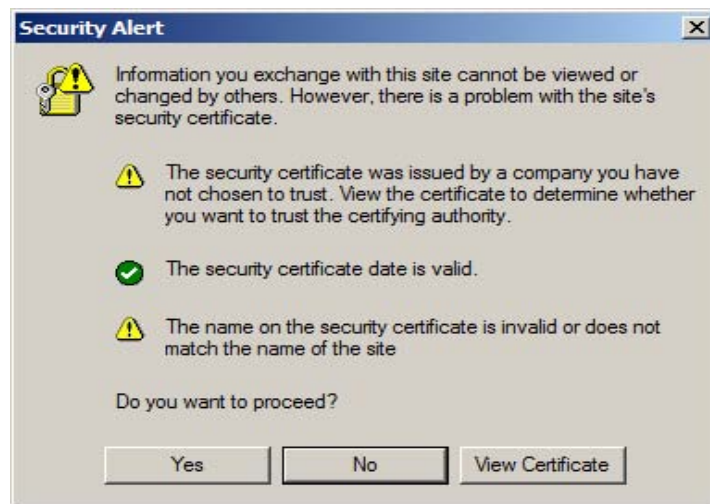 Security Alert
Information you exchange with this site cannot be viewed or
changed by others. However, there is a problem with the site's
security certificate.
The security certificate was issued by a company you have
not chosen to trust. View the certificate to determine whether
you want to trust the certifying authority.
The security certificate date is valid.
The name on the security certificate is invalid or does not
match the name of the site
Do you want to proceed?
Yes No View Certificate